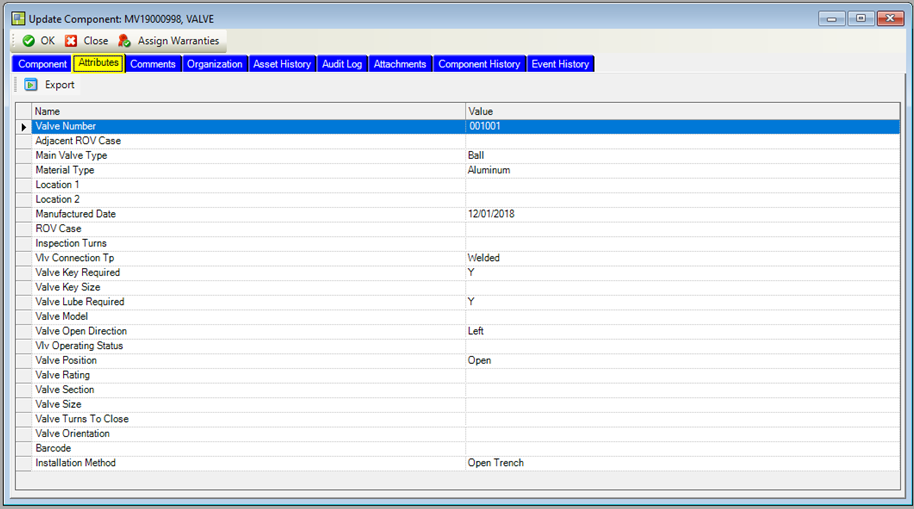 Update Component: MV19000998, VALVE
OK Close Assign Warranties
Component Attributes Comments Organization Asset History Audit Log Attachments Component History Event History
Export
Name Value
Valve Number 001001
Adjacent ROV Case
Main Valve Type Ball
Material Type Aluminum
Location 1
Location 2
Manufactured Date 12/01/2018
ROV Case
Inspection Turns
Vlv Connection Tp Welded
Valve Key Required Y
Valve Key Size
Valve Lube Required Y
Valve Model
Valve Open Direction Left
Vlv Operating Status
Valve Position Open
Valve Rating
Valve Section
Valve Size
Valve Turns To Close
Valve Orientation
Barcode
Installation Method Open Trench